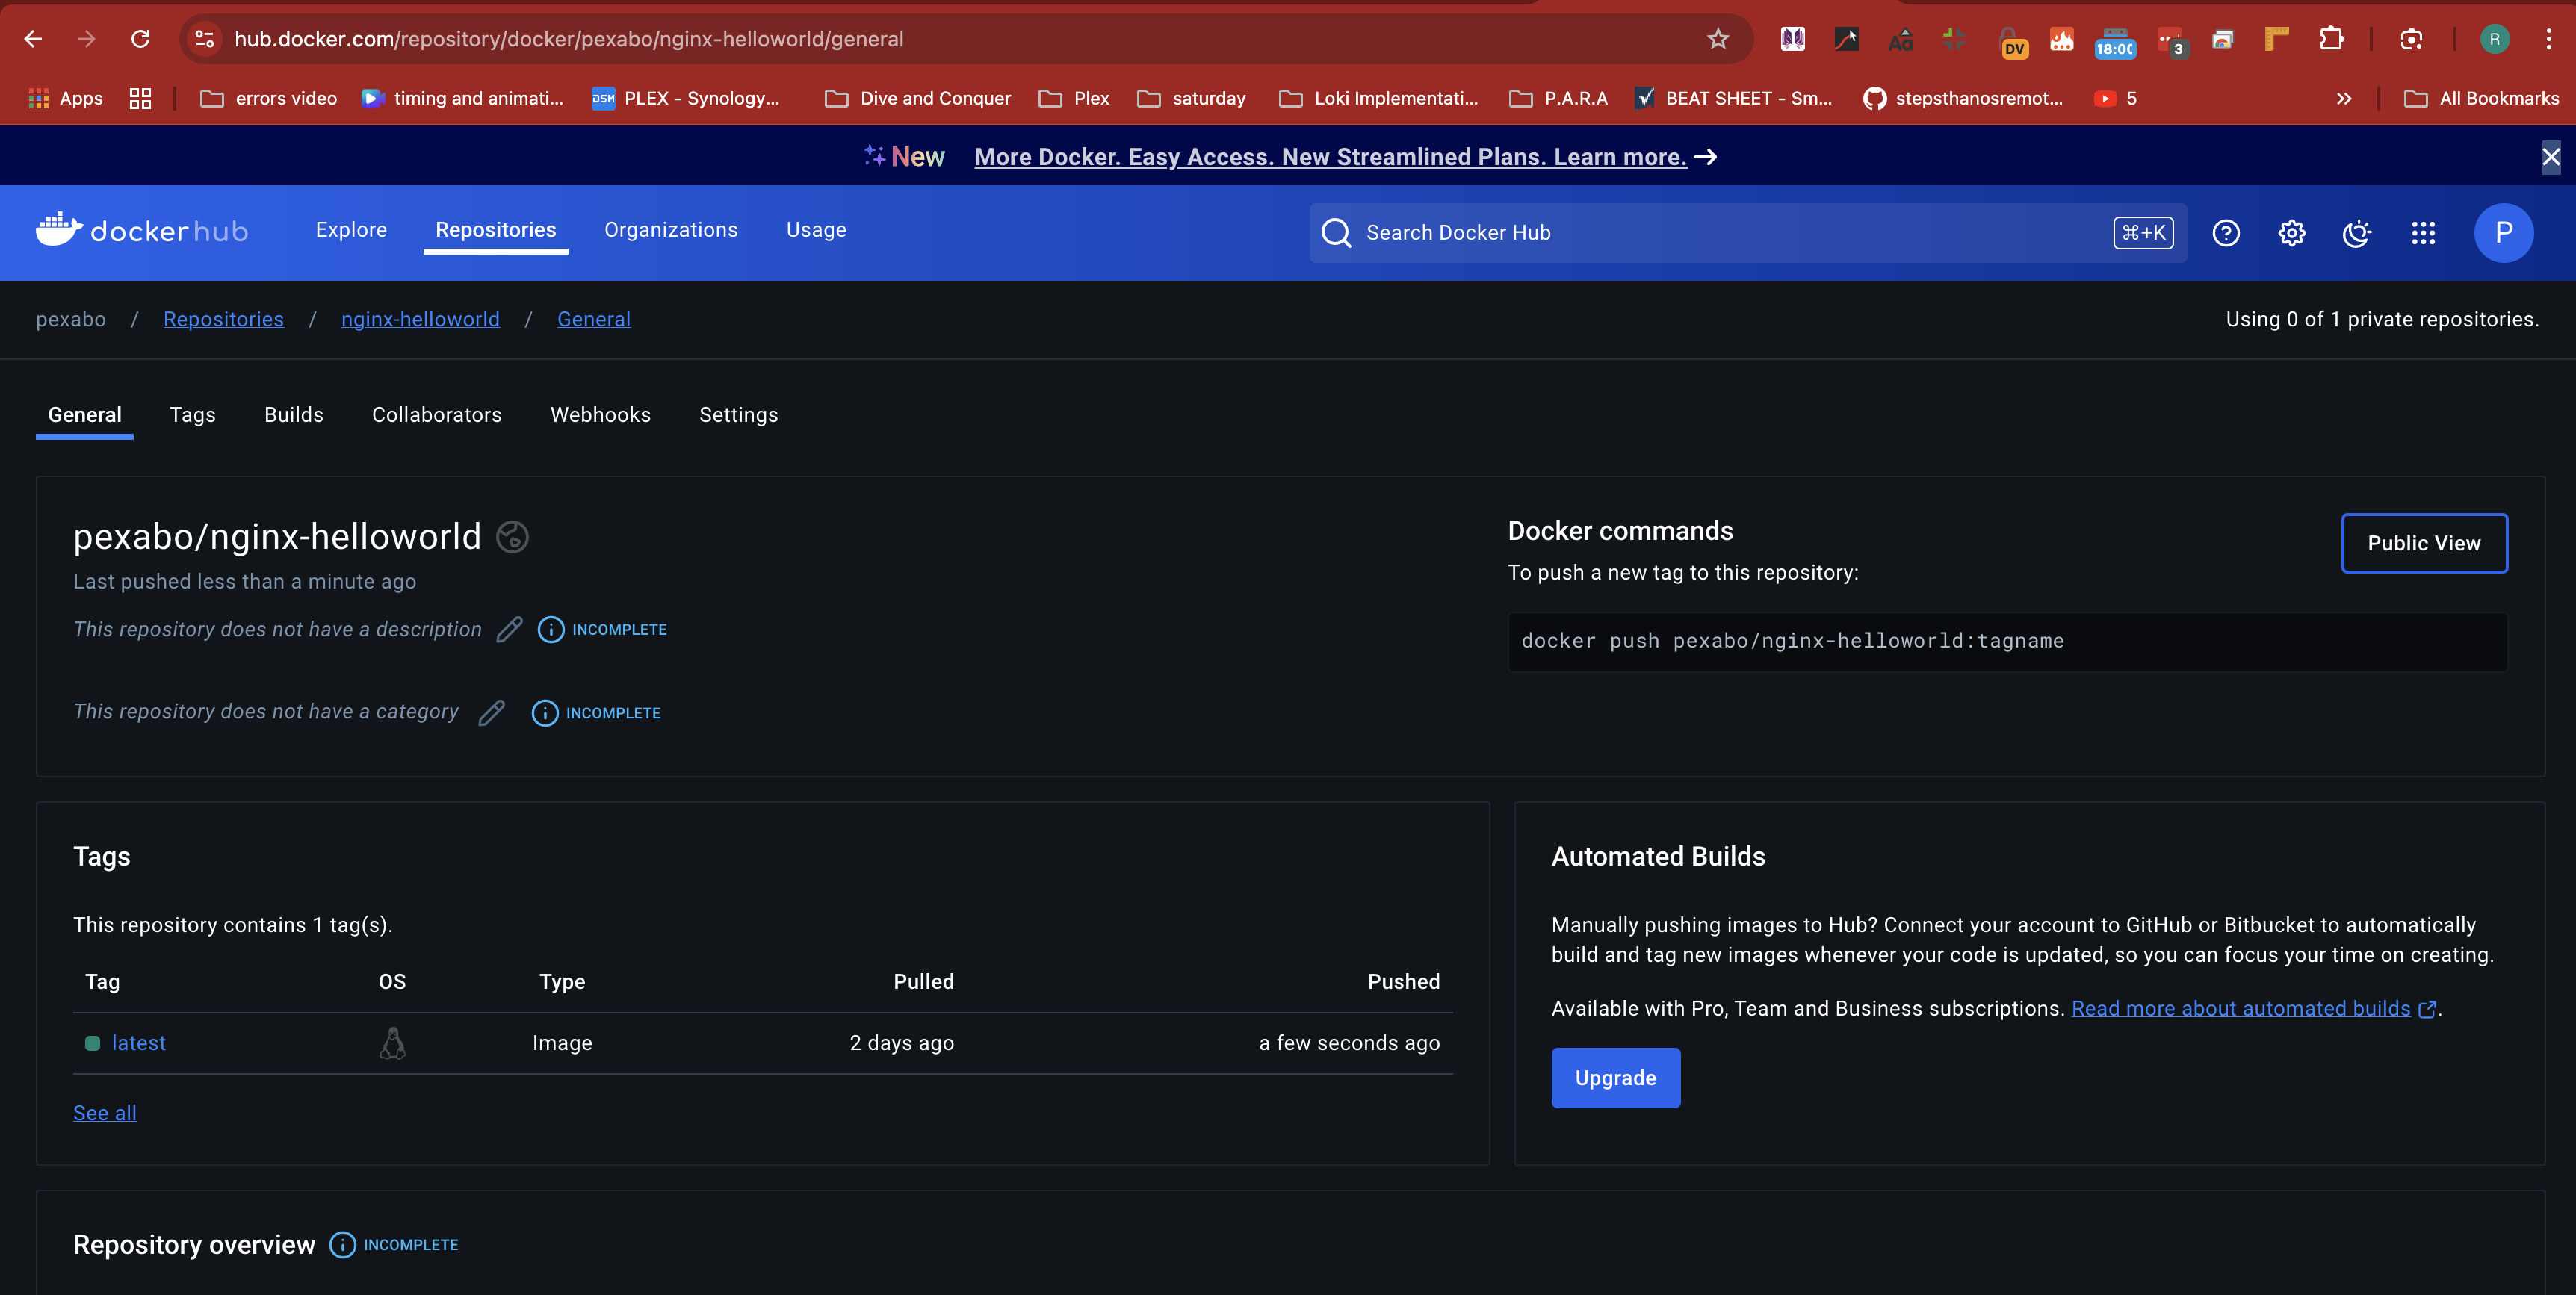 hub.docker.com/repository/docker/pexabo/nginx-helloworld/general
DV
18:00
3
R
Apps
errors video
timing and animati...
DSM
PLEX - Synology...
Dive and Conquer
Plex
saturday
Loki Implementati...
P.A.R.A
BEAT SHEET - Sm...
stepsthanosremot...
5
All Bookmarks
New More Docker. Easy Access. New Streamlined Plans. Learn more.
dockerhub
Explore
Repositories
Organizations
Usage
Search Docker Hub
⌘+K
P
pexabo / Repositories / nginx-helloworld / General
Using 0 of 1 private repositories.
General
Tags
Builds
Collaborators
Webhooks
Settings
pexabo/nginx-helloworld
Last pushed less than a minute ago
This repository does not have a description INCOMPLETE
This repository does not have a category INCOMPLETE
Docker commands
Public View
To push a new tag to this repository:
docker push pexabo/nginx-helloworld:tagname
Tags
This repository contains 1 tag(s).
Tag OS Type Pulled Pushed
latest Image 2 days ago a few seconds ago
See all
Automated Builds
Manually pushing images to Hub? Connect your account to GitHub or Bitbucket to automatically
build and tag new images whenever your code is updated, so you can focus your time on creating.
Available with Pro, Team and Business subscriptions. Read more about automated builds.
Upgrade
Repository overview INCOMPLETE